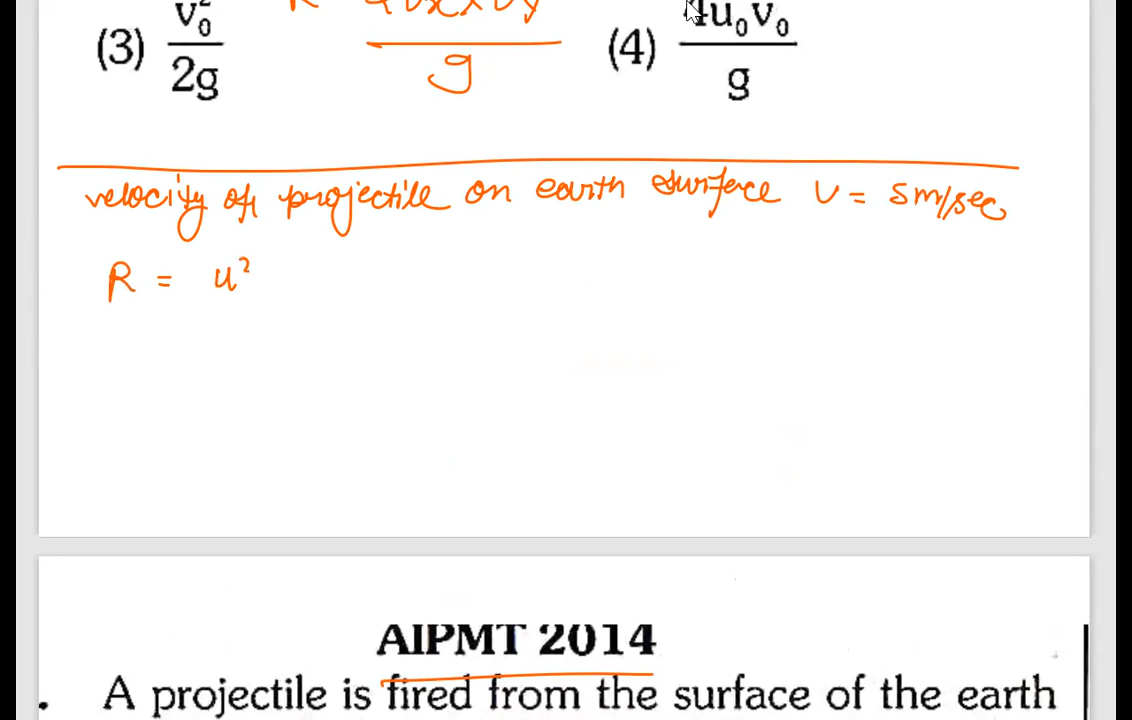 (3) v₀²/2g g (4) 4u₀v₀/g
velocity of projectile on earth surface v = 5m/sec
R = u²
AIPMT 2014
. A projectile is fired from the surface of the earth